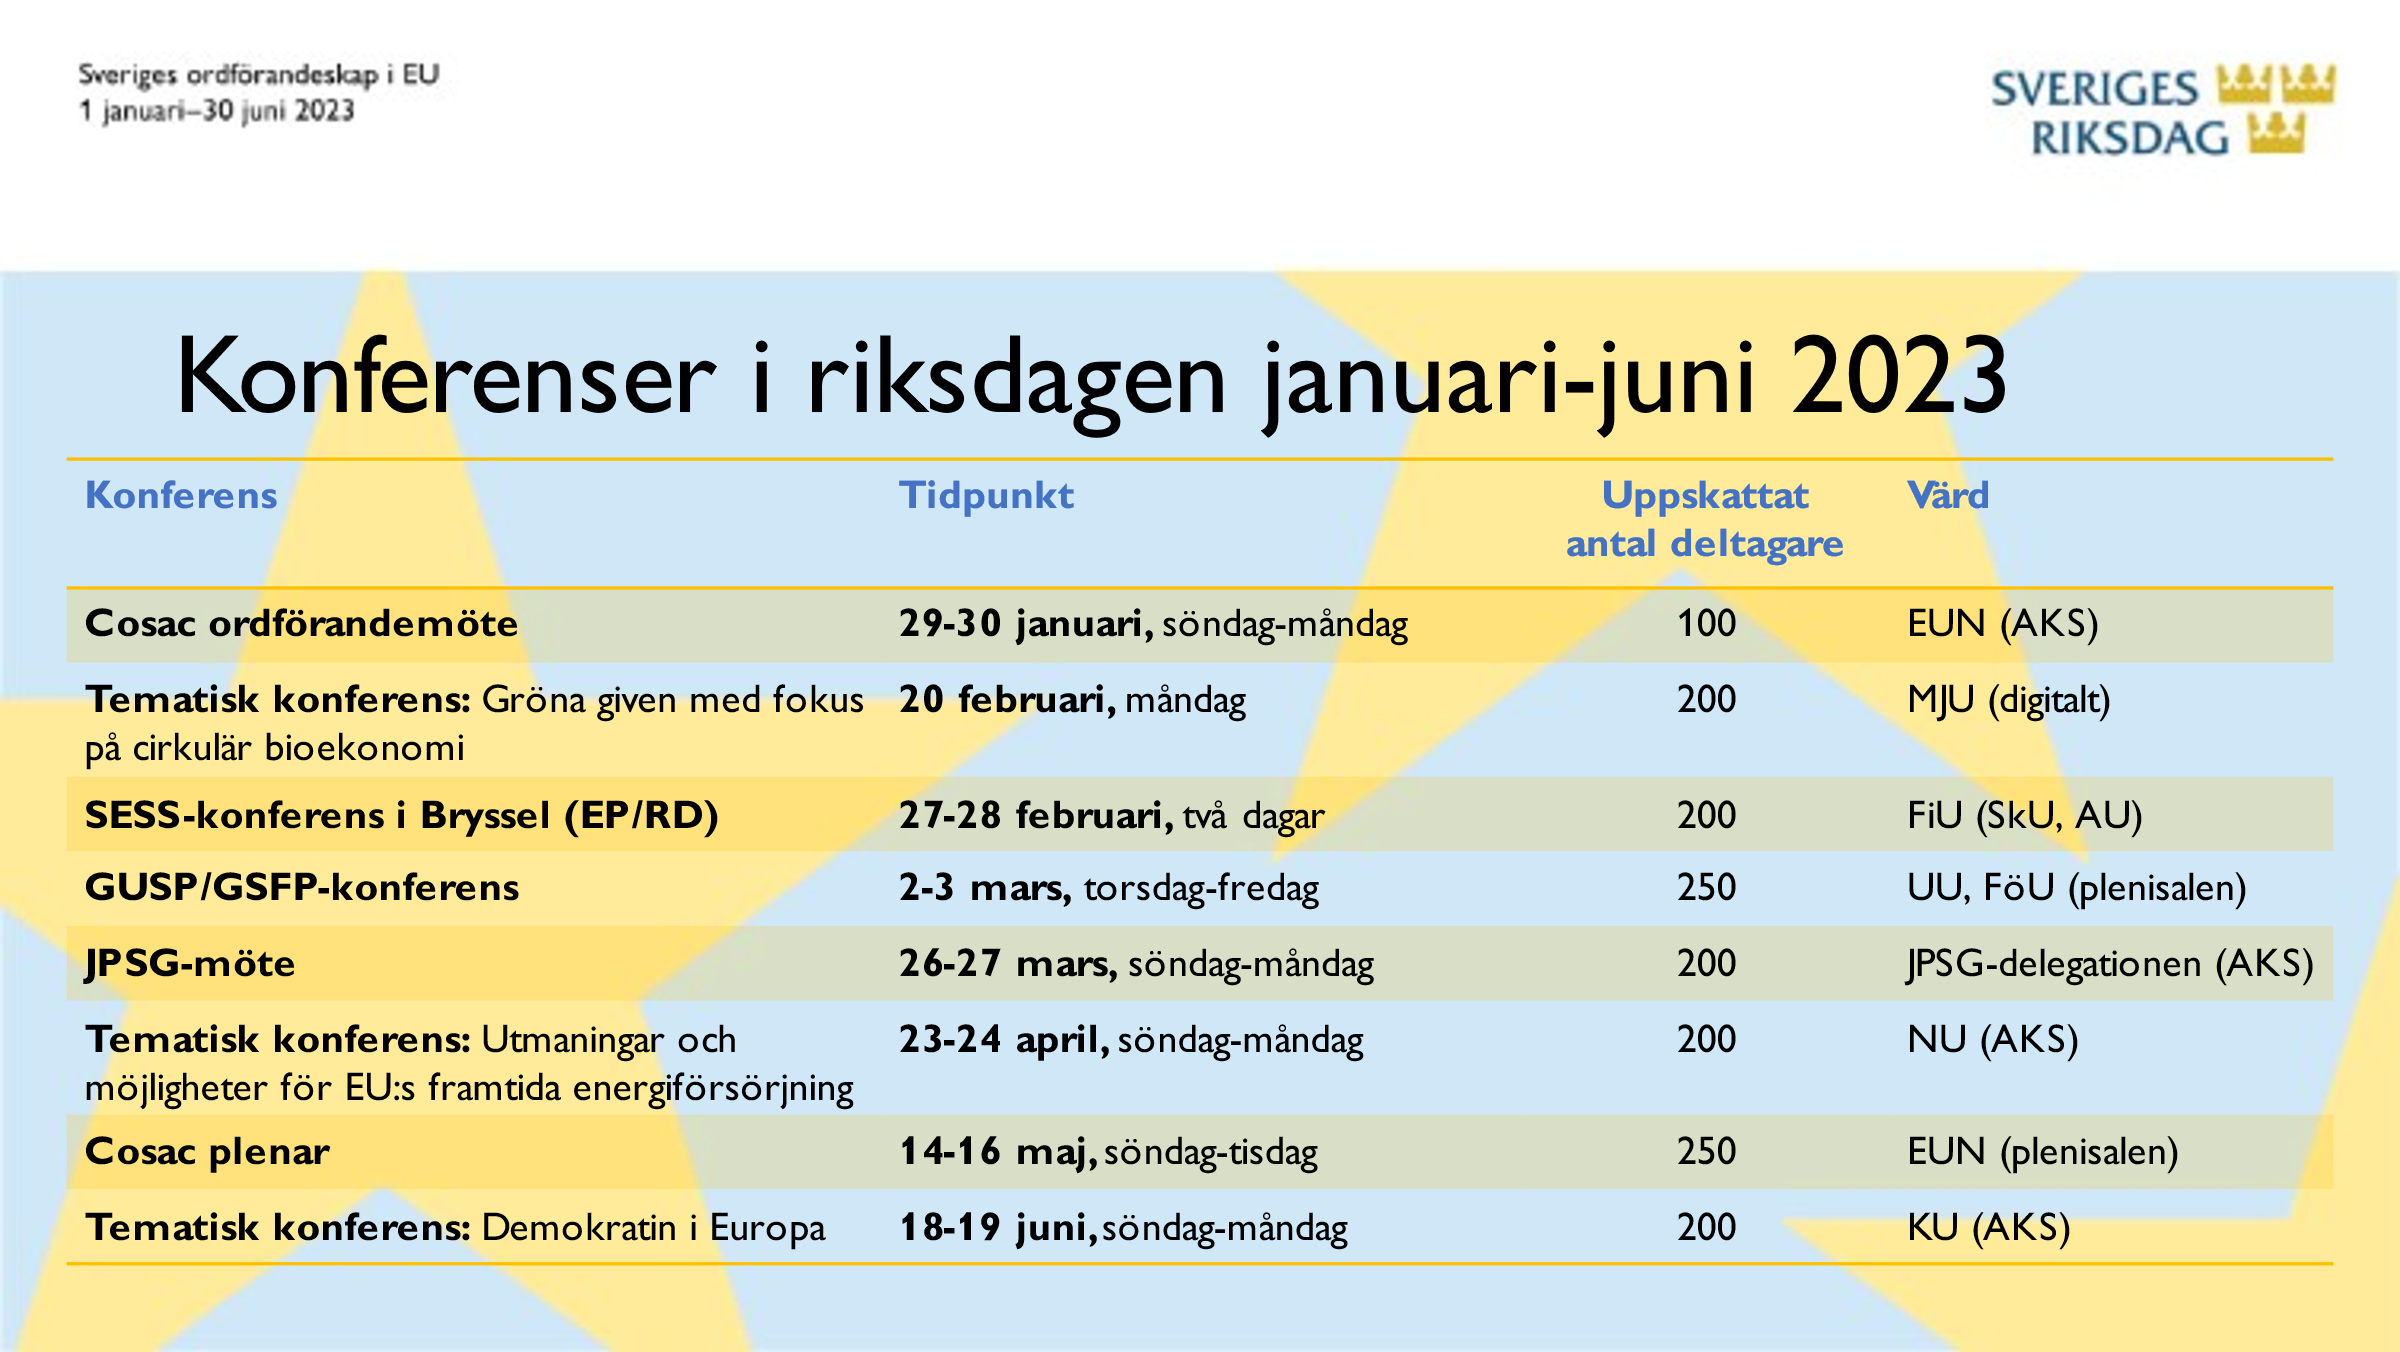 Sveriges ordförandeskap i EU
1 januari–30 juni 2023
SVERIGES
RIKSDAG
Konferenser i riksdagen januari-juni 2023
Konferens Tidpunkt Uppskattat Värd
antal deltagare
Cosac ordförandemöte 29-30 januari, söndag-måndag 100 EUN (AKS)
Tematisk konferens: Gröna given med fokus 20 februari, måndag 200 MJU (digitalt)
på cirkulär bioekonomi
SESS-konferens i Bryssel (EP/RD) 27-28 februari, två dagar 200 FiU (SkU, AU)
GUSP/GSFP-konferens 2-3 mars, torsdag-fredag 250 UU, FöU (plenisalen)
JPSG-möte 26-27 mars, söndag-måndag 200 JPSG-delegationen (AKS)
Tematisk konferens: Utmaningar och 23-24 april, söndag-måndag 200 NU (AKS)
möjligheter för EU:s framtida energiförsörjning
Cosac plenar 14-16 maj, söndag-tisdag 250 EUN (plenisalen)
Tematisk konferens: Demokratin i Europa 18-19 juni, söndag-måndag 200 KU (AKS)